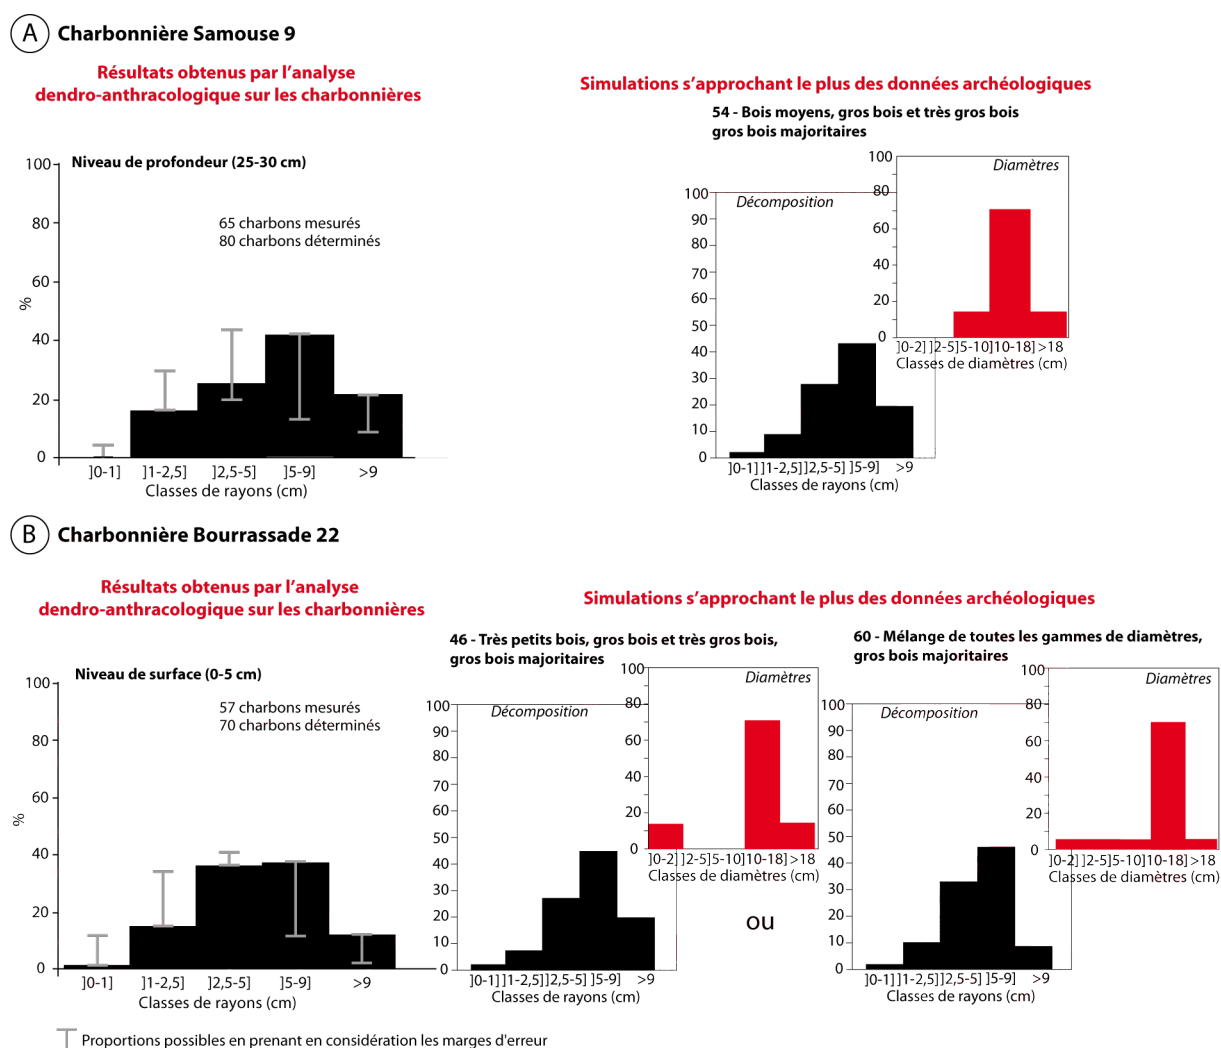 A Charbonnière Samouse 9
Résultats obtenus par l'analyse
dendro-anthracologique sur les charbonnières
Simulations s'approchant le plus des données archéologiques
54 - Bois moyens, gros bois et très gros bois
gros bois majoritaires
Niveau de profondeur (25-30 cm)
65 charbons mesurés
80 charbons déterminés
100
80
60
40
20
0
%
]0-1] ]1-2,5] ]2,5-5] ]5-9] >9
Classes de rayons (cm)
Décomposition
100
90
80
70
60
50
40
30
20
10
0
]0-1] ]1-2,5] ]2,5-5] ]5-9] >9
Classes de rayons (cm)
Diamètres
100
80
60
40
20
0
]0-2] ]2-5] ]5-10] ]10-18] >18
Classes de diamètres (cm)
B Charbonnière Bourrassade 22
Résultats obtenus par l'analyse
dendro-anthracologique sur les charbonnières
Simulations s'approchant le plus des données archéologiques
46 - Très petits bois, gros bois et très gros bois,
gros bois majoritaires
60 - Mélange de toutes les gammes de diamètres,
gros bois majoritaires
Niveau de surface (0-5 cm)
57 charbons mesurés
70 charbons déterminés
100
80
60
40
20
0
%
]0-1] ]1-2,5] ]2,5-5] ]5-9] >9
Classes de rayons (cm)
Décomposition
100
90
80
70
60
50
40
30
20
10
0
]0-1] ]1-2,5] ]2,5-5] ]5-9] >9
Classes de rayons (cm)
Diamètres
100
80
60
40
20
0
]0-2] ]2-5] ]5-10] ]10-18] >18
Classes de diamètres (cm)
ou
Décomposition
100
90
80
70
60
50
40
30
20
10
0
]0-1] ]1-2,5] ]2,5-5] ]5-9] >9
Classes de rayons (cm)
Diamètres
100
80
60
40
20
0
]0-2] ]2-5] ]5-10] ]10-18] >18
Classes de diamètres (cm)
Proportions possibles en prenant en considération les marges d'erreur